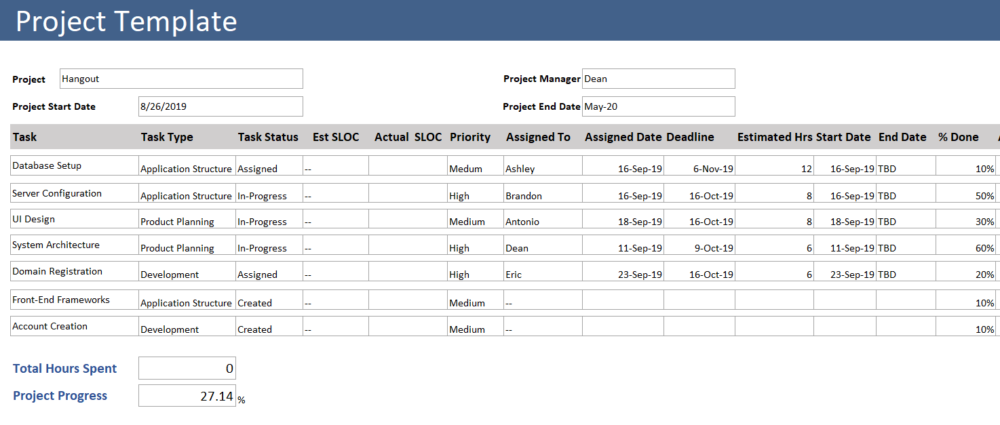 Project Template
Project Hangout Project Manager Dean
Project Start Date 8/26/2019 Project End Date May-20
Task Task Type Task Status Est SLOC Actual SLOC Priority Assigned To Assigned Date Deadline Estimated Hrs Start Date End Date % Done
Database Setup Application Structure Assigned -- Medum Ashley 16-Sep-19 6-Nov-19 12 16-Sep-19 TBD 10%
Server Configuration Application Structure In-Progress -- High Brandon 16-Sep-19 16-Oct-19 8 16-Sep-19 TBD 50%
UI Design Product Planning In-Progress -- Medium Antonio 18-Sep-19 16-Oct-19 8 18-Sep-19 TBD 30%
System Architecture Product Planning In-Progress -- High Dean 11-Sep-19 9-Oct-19 6 11-Sep-19 TBD 60%
Domain Registration Development Assigned -- High Eric 23-Sep-19 16-Oct-19 6 23-Sep-19 TBD 20%
Front-End Frameworks Application Structure Created -- Medium -- 10%
Account Creation Development Created -- Medium -- 10%
Total Hours Spent 0
Project Progress 27.14 %